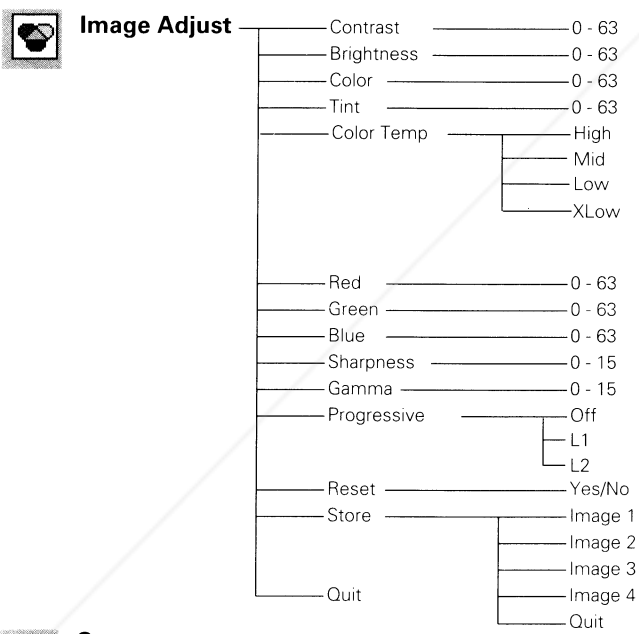 Image Adjust
Contrast 0 - 63
Brightness 0 - 63
Color 0 - 63
Tint 0 - 63
Color Temp High
Mid
Low
XLow
Red 0 - 63
Green 0 - 63
Blue 0 - 63
Sharpness 0 - 15
Gamma 0 - 15
Progressive Off
L1
L2
Reset Yes/No
Store Image 1
Image 2
Image 3
Quit Image 4
Quit